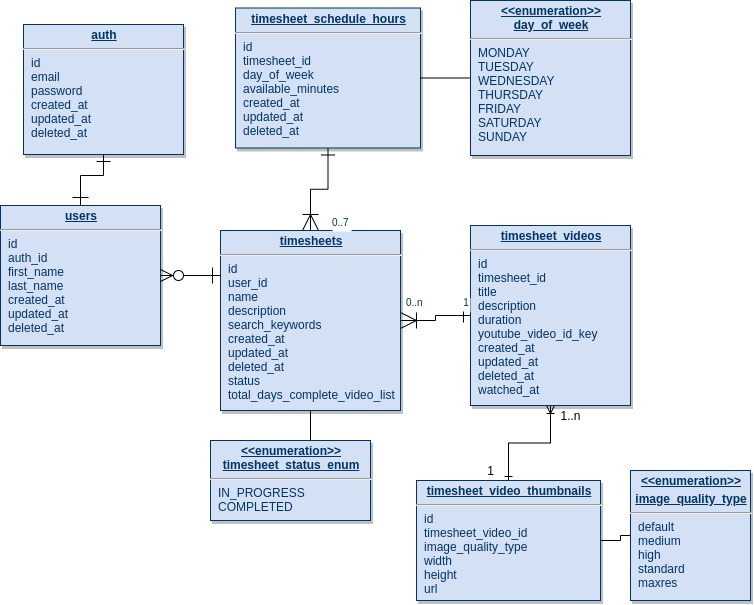 auth
id
email
password
created_at
updated_at
deleted_at
timesheet_schedule_hours
id
timesheet_id
day_of_week
available_minutes
created_at
updated_at
deleted_at
<<enumeration>>
day_of_week
MONDAY
TUESDAY
WEDNESDAY
THURSDAY
FRIDAY
SATURDAY
SUNDAY
users
id
auth_id
first_name
last_name
created_at
updated_at
deleted_at
0..7
timesheets
id
user_id
name
description
search_keywords
created_at
updated_at
deleted_at
status
total_days_complete_video_list
0..n
1
timesheet_videos
id
timesheet_id
title
description
duration
youtube_video_id_key
created_at
updated_at
deleted_at
watched_at
1..n
1
<<enumeration>>
timesheet_status_enum
IN_PROGRESS
COMPLETED
timesheet_video_thumbnails
id
timesheet_video_id
image_quality_type
width
height
url
<<enumeration>>
image_quality_type
default
medium
high
standard
maxres